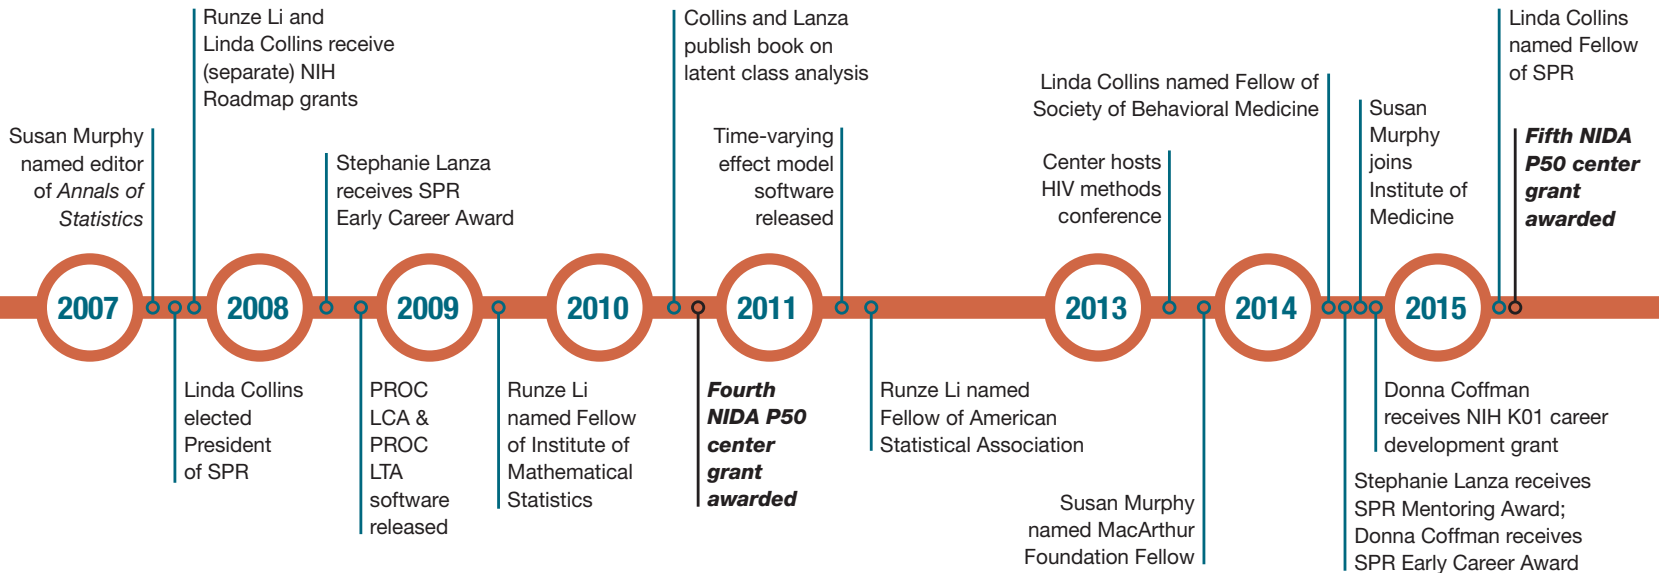 Runze Li and
Linda Collins receive
(separate) NIH
Roadmap grants
Collins and Lanza
publish book on
latent class analysis
Linda Collins
named Fellow
of SPR
Linda Collins named Fellow of
Society of Behavioral Medicine
Susan
Murphy
joins
Institute of
Medicine
Susan Murphy
named editor
of Annals of
Statistics
Stephanie Lanza
receives SPR
Early Career Award
Time-varying
effect model
software
released
Center hosts
HIV methods
conference
Fifth NIDA
P50 center
grant
awarded
2007
2008
2009
2010
2011
2013
2014
2015
Linda Collins
elected
President
of SPR
PROC
LCA &
PROC
LTA
software
released
Runze Li
named Fellow
of Institute of
Mathematical
Statistics
Fourth
NIDA P50
center
grant
awarded
Runze Li named
Fellow of American
Statistical Association
Susan Murphy
named MacArthur
Foundation Fellow
Donna Coffman
receives NIH K01 career
development grant
Stephanie Lanza receives
SPR Mentoring Award;
Donna Coffman receives
SPR Early Career Award